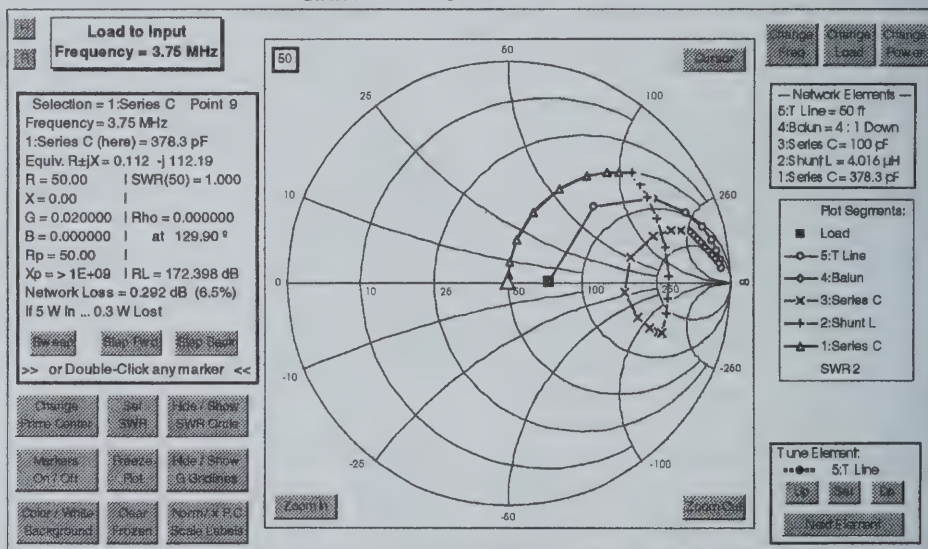 Load to Input
Frequency = 3.75 MHz
Selection = 1:Series C Point 9
Frequency = 3.75 MHz
1:Series C (here) = 378.3 pF
Equiv. R±jX = 0.112 -j 112.19
R = 50.00 | SWR(50) = 1.000
X = 0.00 |
G = 0.020000 | Rho = 0.000000
B = 0.000000 | at 129.90 º
Rp = 50.00 |
Xp = > 1E+09 | RL = 172.398 dB
Network Loss = 0.292 dB (6.5%)
If 5 W In ... 0.3 W Lost
Sweep Step Fwd Step Back
>> or Double-Click any marker <<
Change Prime Center
Set SWR
Hide / Show SWR Circle
Markers On / Off
Freeze Plot
Hide / Show G Gridlines
Color / White Background
Clear Frozen
Norm / x P.C. Scale Labels
50
Cursor
50
25
100
10
250
0
10
25
50
100
250
-10
-250
-25
-100
-50
Zoom In
Zoom Out
Change Freq
Change Load
Change Power
— Network Elements —
5:T Line = 50 ft
4:Balun = 4 : 1 Down
3:Series C = 100 pF
2:Shunt L = 4.016 µH
1:Series C = 378.3 pF
Plot Segments:
Load
5:T Line
4:Balun
3:Series C
2:Shunt L
1:Series C
SWR 2
Tune Element:
5:T Line
Next Element